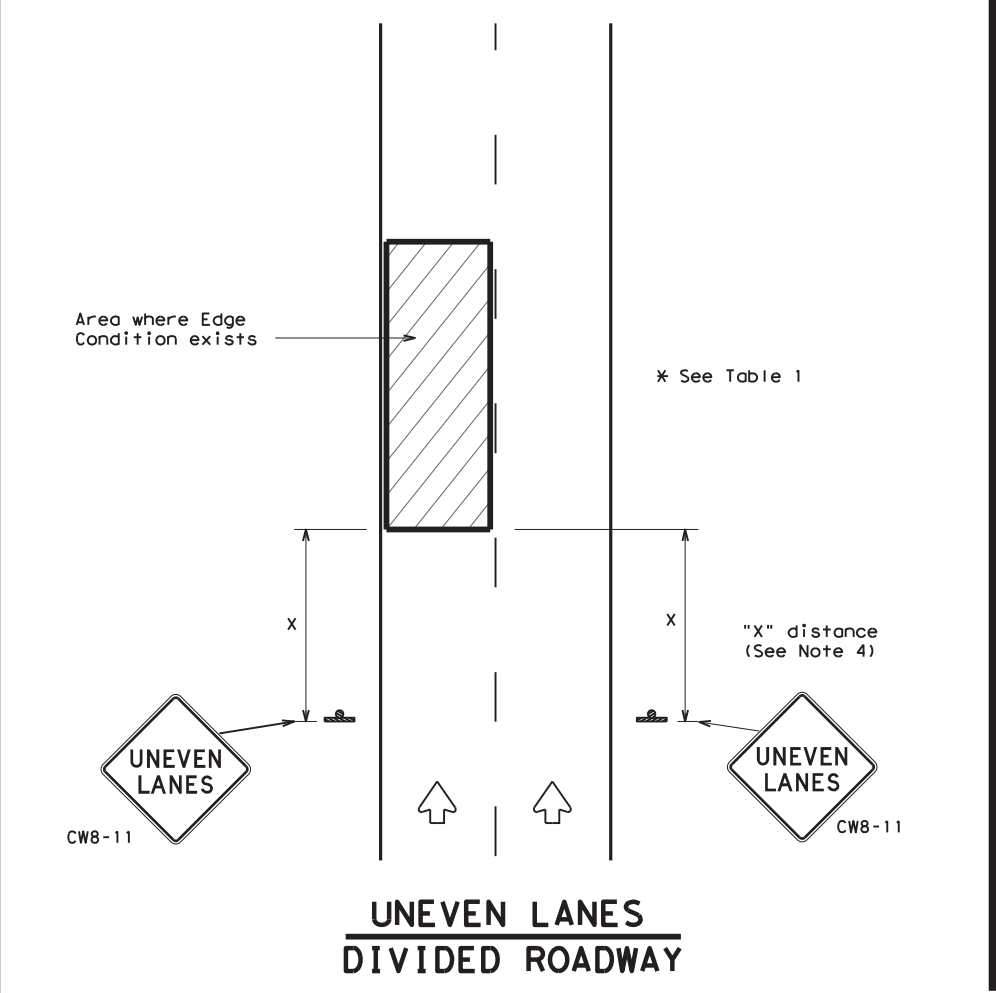 Area where Edge
Condition exists
* See Table 1
X
X
"X" distance
(See Note 4)
UNEVEN
LANES
CW8-11
UNEVEN
LANES
CW8-11
UNEVEN LANES
DIVIDED ROADWAY